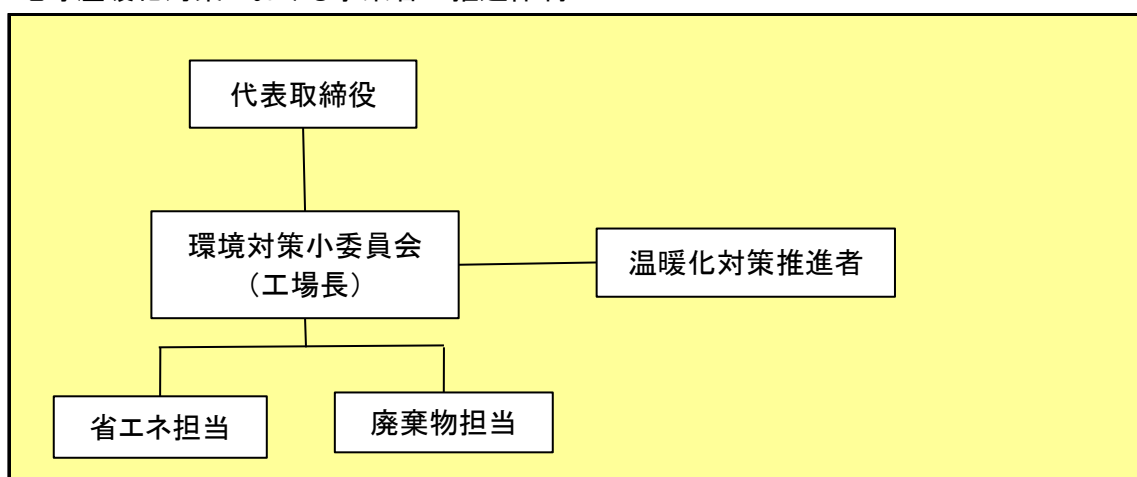 代表取締役
環境対策小委員会
（工場長）
温暖化対策推進者
省エネ担当
廃棄物担当